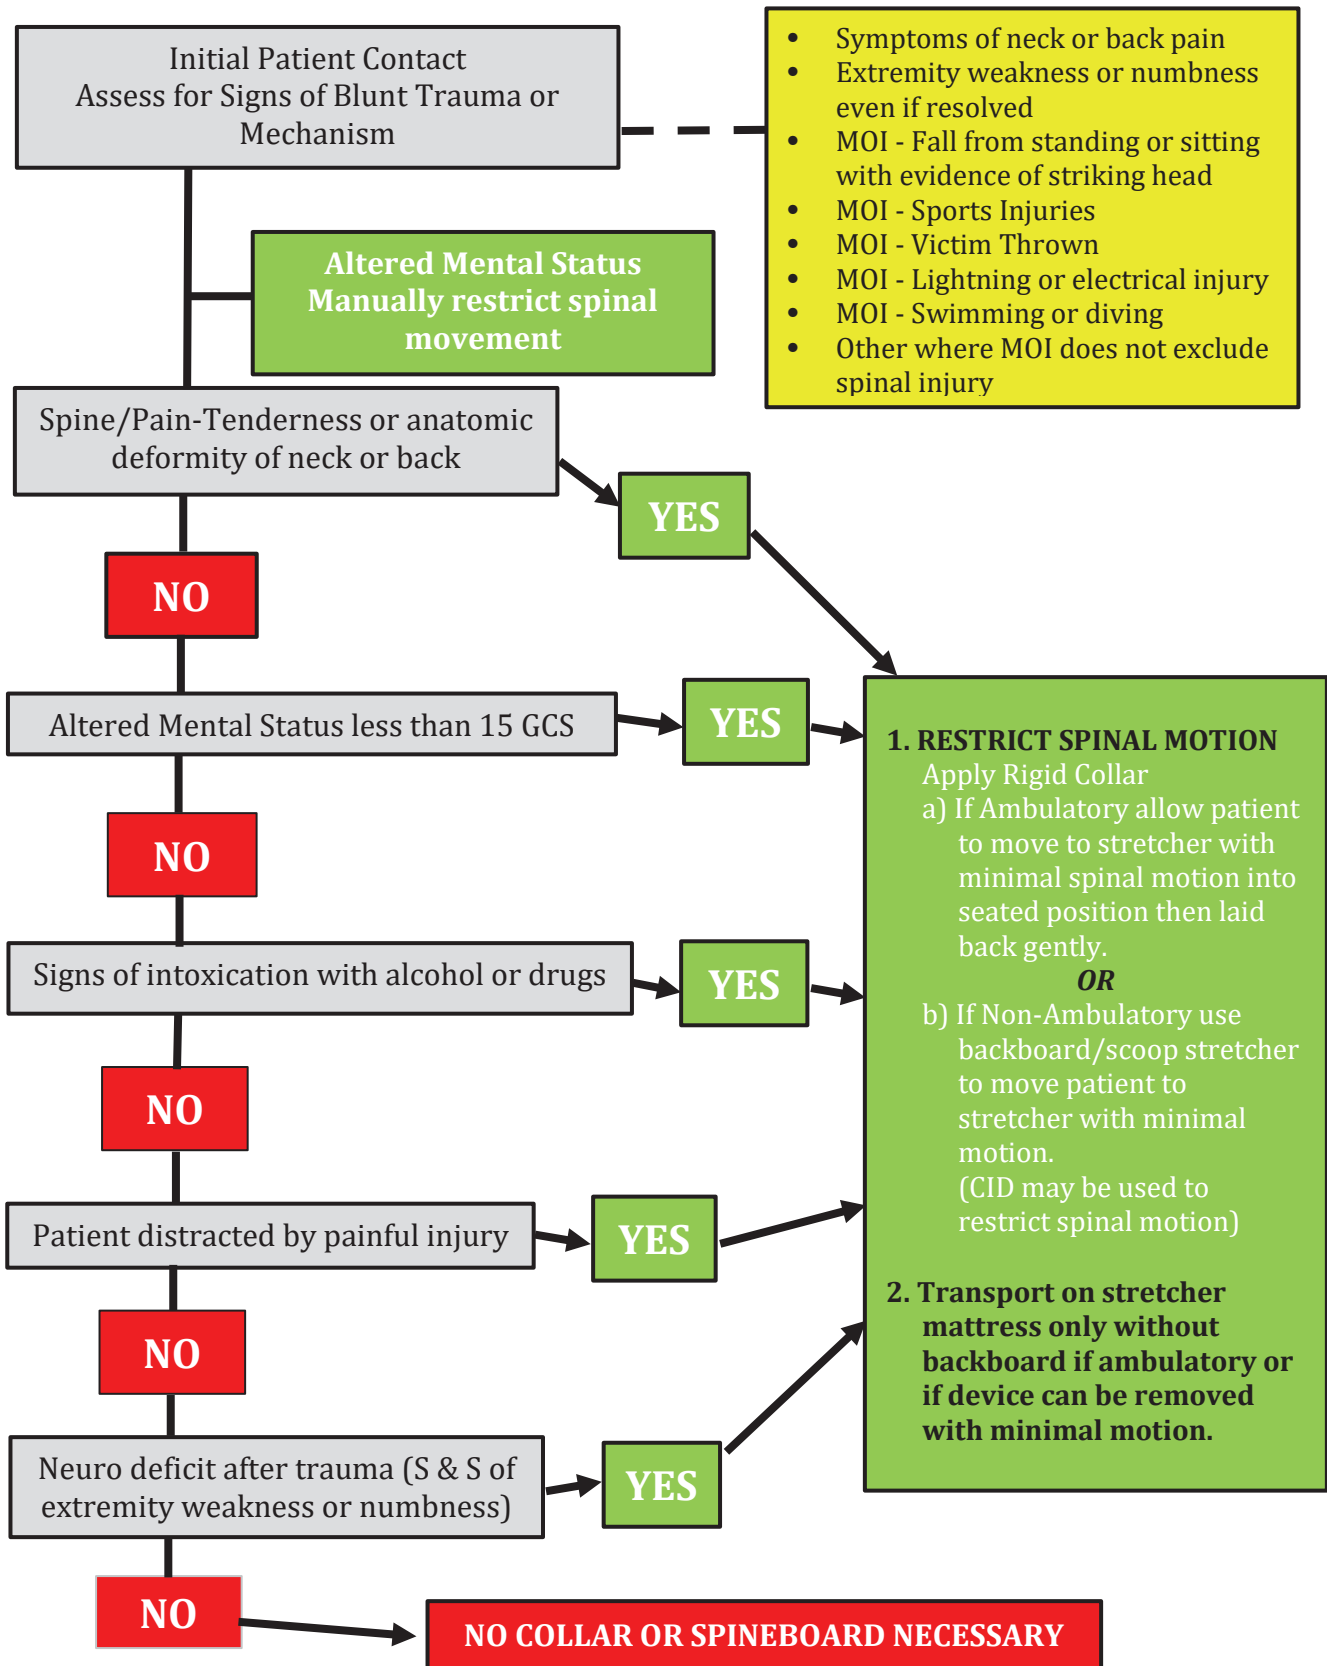 Initial Patient Contact
Assess for Signs of Blunt Trauma or
Mechanism
• Symptoms of neck or back pain
• Extremity weakness or numbness
even if resolved
• MOI - Fall from standing or sitting
with evidence of striking head
• MOI - Sports Injuries
• MOI - Victim Thrown
• MOI - Lightning or electrical injury
• MOI - Swimming or diving
• Other where MOI does not exclude
spinal injury
Altered Mental Status
Manually restrict spinal
movement
Spine/Pain-Tenderness or anatomic
deformity of neck or back
YES
NO
Altered Mental Status less than 15 GCS
YES
NO
Signs of intoxication with alcohol or drugs
YES
NO
Patient distracted by painful injury
YES
NO
Neuro deficit after trauma (S & S of
extremity weakness or numbness)
YES
NO
1. RESTRICT SPINAL MOTION
Apply Rigid Collar
a) If Ambulatory allow patient
to move to stretcher with
minimal spinal motion into
seated position then laid
back gently.
OR
b) If Non-Ambulatory use
backboard/scoop stretcher
to move patient to
stretcher with minimal
motion.
(CID may be used to
restrict spinal motion)
2. Transport on stretcher
mattress only without
backboard if ambulatory or
if device can be removed
with minimal motion.
NO COLLAR OR SPINEBOARD NECESSARY